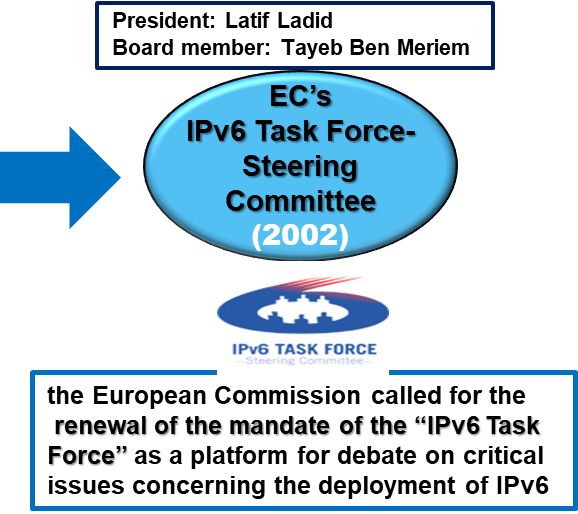 President: Latif Ladid
Board member: Tayeb Ben Meriem
EC’s
IPv6 Task Force-
Steering
Committee
(2002)
IPv6 TASK FORCE
Steering Committee
the European Commission called for the
renewal of the mandate of the “IPv6 Task
Force” as a platform for debate on critical
issues concerning the deployment of IPv6